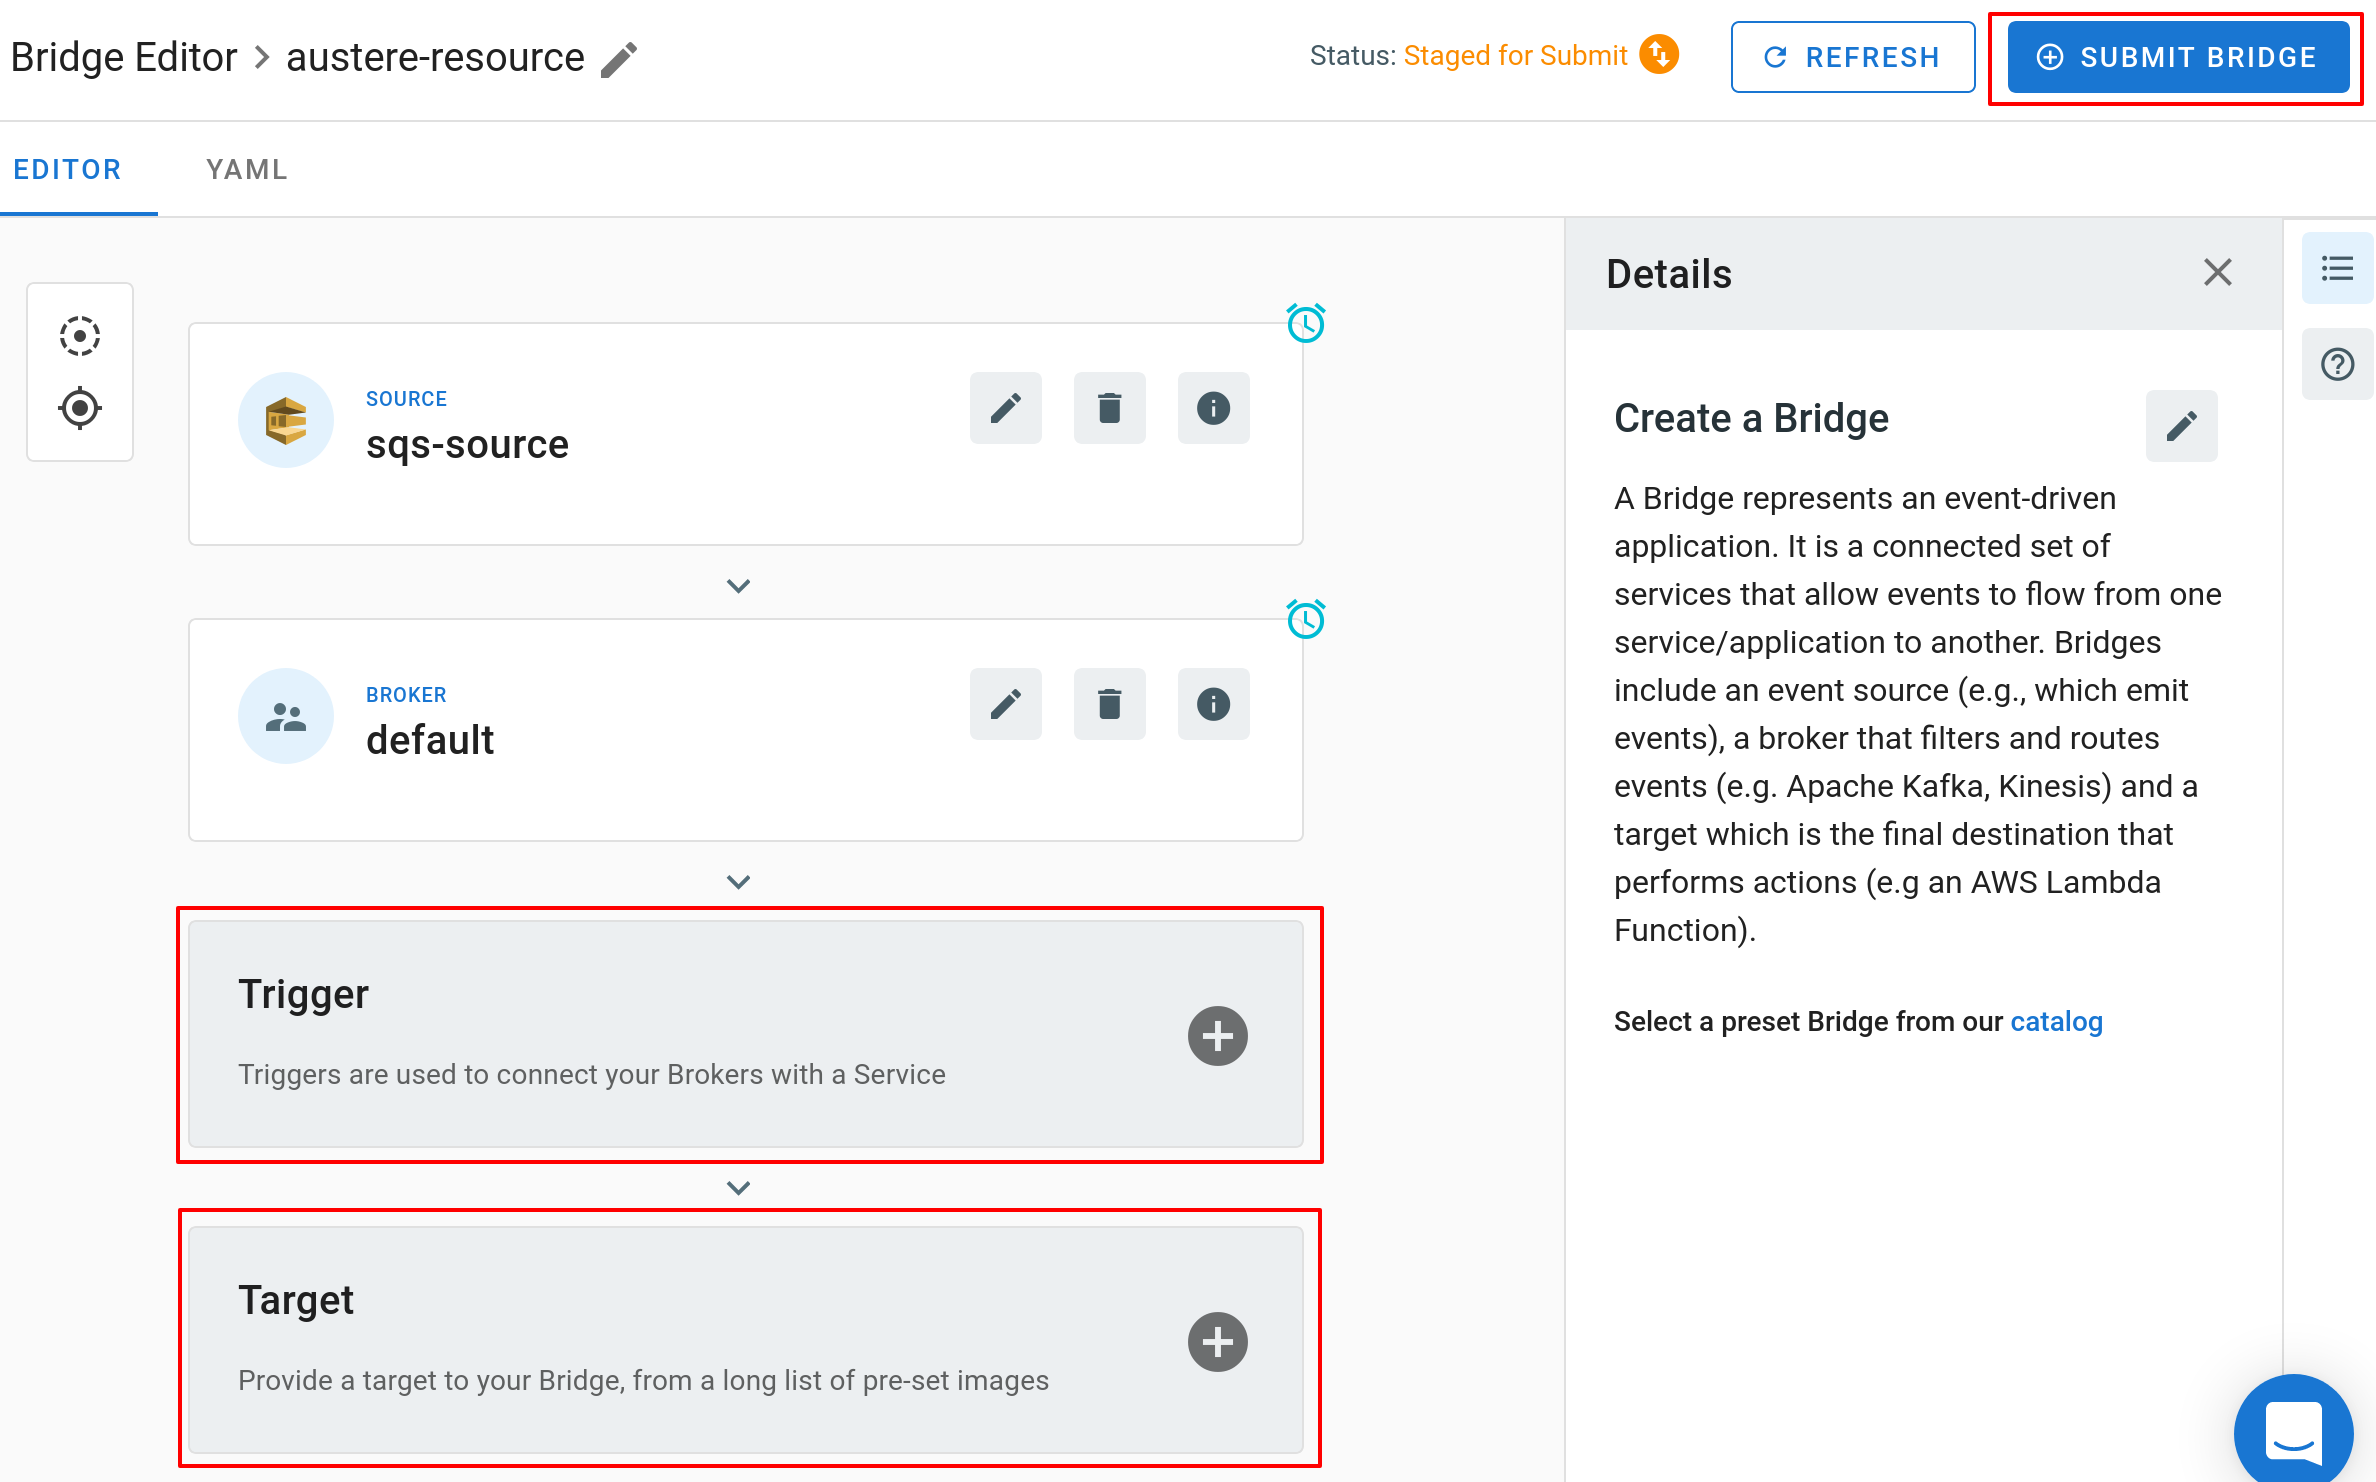 Bridge Editor > austere-resource
Status: Staged for Submit
REFRESH
SUBMIT BRIDGE
EDITOR
YAML
SOURCE
sqs-source
BROKER
default
Trigger
Triggers are used to connect your Brokers with a Service
Target
Provide a target to your Bridge, from a long list of pre-set images
Details
Create a Bridge
A Bridge represents an event-driven
application. It is a connected set of
services that allow events to flow from one
service/application to another. Bridges
include an event source (e.g., which emit
events), a broker that filters and routes
events (e.g. Apache Kafka, Kinesis) and a
target which is the final destination that
performs actions (e.g an AWS Lambda
Function).
Select a preset Bridge from our catalog